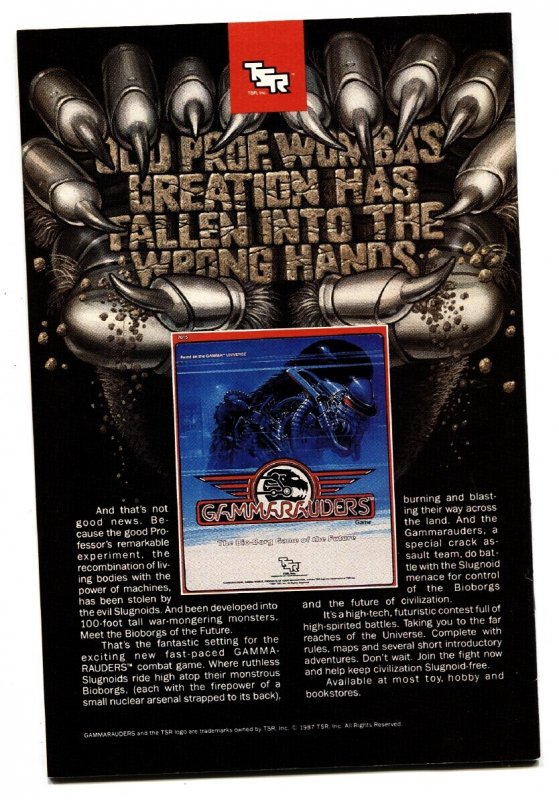 TSR
TSR, Inc.
OLD PROF. WOMBA'S
CREATION HAS
FALLEN INTO THE
WRONG HANDS.
GAMMARAUDERS™
Game
The Bio-Borg Game of the Future
TSR
And that's not
good news. Be-
cause the good Pro-
fessor's remarkable
experiment, the
recombination of liv-
ing bodies with the
power of machines,
has been stolen by
the evil Slugnoids. And been developed into
100-foot tall war-mongering monsters.
Meet the Bioborgs of the Future.
That's the fantastic setting for the
exciting new fast-paced GAMMA-
RAUDERS™ combat game. Where ruthless
Slugnoids ride high atop their monstrous
Bioborgs, (each with the firepower of a
small nuclear arsenal strapped to its back),
burning and blast-
ing their way across
the land. And the
Gammarauders, a
special crack as-
sault team, do bat-
tle with the Slugnoid
menace for control
of the Bioborgs
and the future of civilization.
It's a high-tech, futuristic contest full of
high-spirited battles. Taking you to the far
reaches of the Universe. Complete with
rules, maps and several short introductory
adventures. Don't wait. Join the fight now
and help keep civilization Slugnoid-free.
Available at most toy, hobby and
bookstores.
GAMMARAUDERS and the TSR logo are trademarks owned by TSR, Inc. © 1987 TSR, Inc. All Rights Reserved.